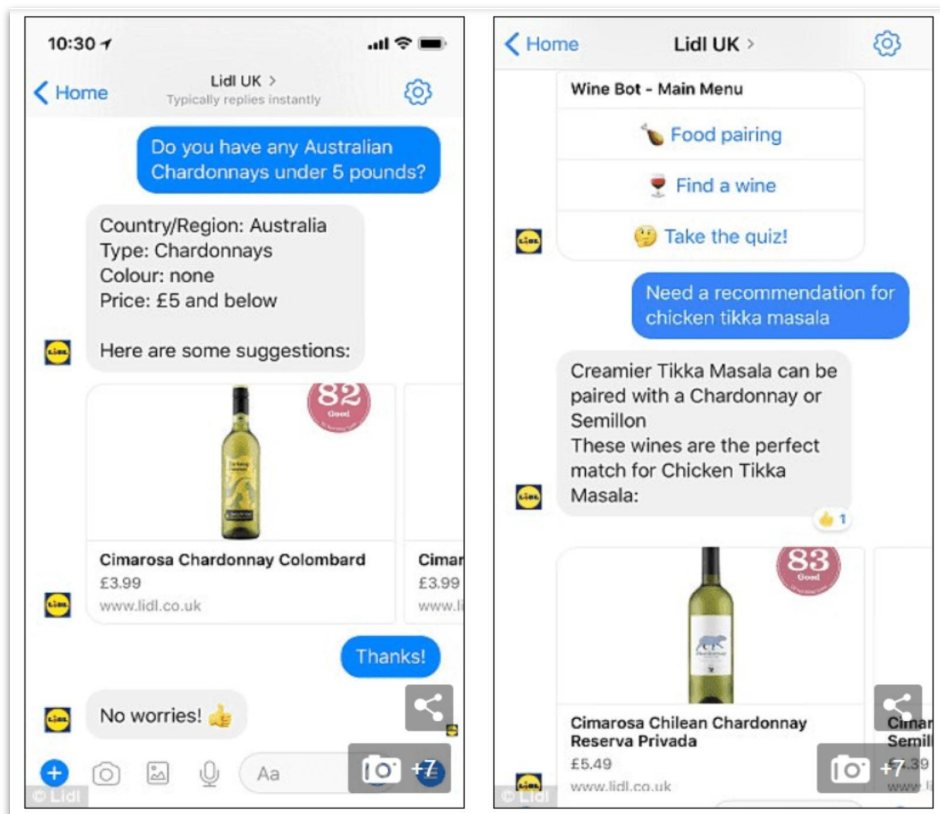 10:30
Lidl UK >
Typically replies instantly
Home
Do you have any Australian
Chardonnays under 5 pounds?
Country/Region: Australia
Type: Chardonnays
Colour: none
Price: £5 and below
Here are some suggestions:
82
Good
Cimarosa Chardonnay Colombard
£3.99
www.lidl.co.uk
Cimar
£3.99
www.li
Thanks!
No worries!
Aa
+7
© Lidl
Home
Lidl UK >
Wine Bot - Main Menu
Food pairing
Find a wine
Take the quiz!
Need a recommendation for
chicken tikka masala
Creamier Tikka Masala can be
paired with a Chardonnay or
Semillon
These wines are the perfect
match for Chicken Tikka
Masala:
1
83
Good
Cimarosa Chilean Chardonnay
Reserva Privada
£5.49
www.lidl.co.uk
Cimar
Semill
www.li
+7
© Lidl